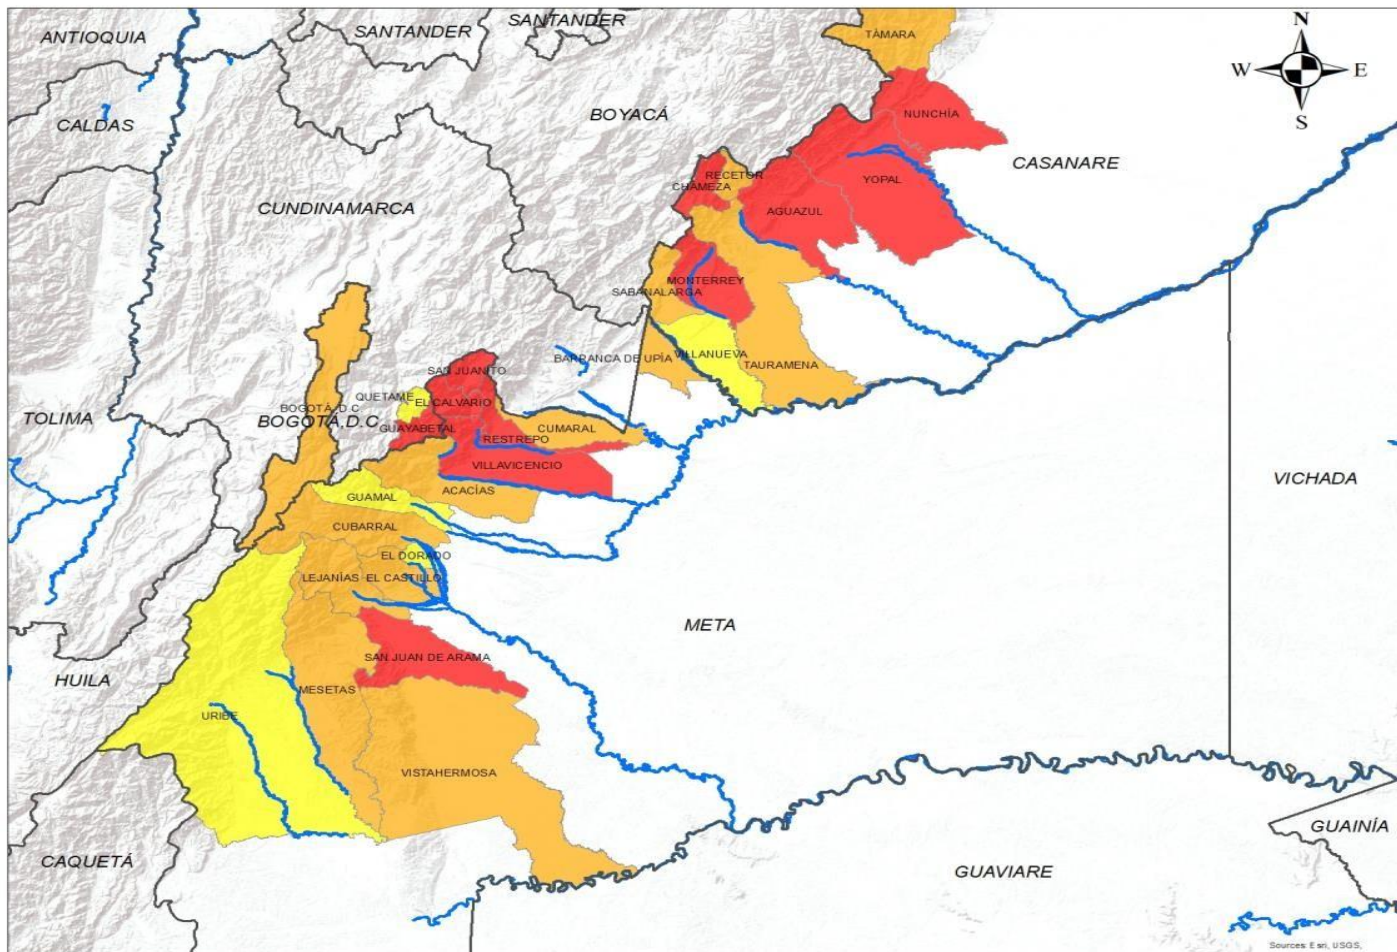 SANTANDER
SANTANDER
ANTIOQUIA
TÁMARA
N
W E
S
BOYACÁ
NUNCHÍA
CALDAS
CASANARE
RECETOR
CHÁMEZA
YOPAL
CUNDINAMARCA
AGUAZUL
MONTERREY
SABANALARGA
BARRANCA DE UPÍA
VILLANUEVA
TAURAMENA
SAN JUANITO
QUETAME
EL CALVARIO
BOGOTÁ, D.C
BOGOTÁ.D.C
TOLIMA
GUAYABETAL
CUMARAL
RESTREPO
VILLAVICENCIO
VICHADA
ACACÍAS
GUAMAL
CUBARRAL
EL DORADO
LEJANÍAS
EL CASTILLO
META
SAN JUAN DE ARAMA
HUILA
MESETAS
URIBE
VISTAHERMOSA
GUAINÍA
CAQUETÁ
GUAVIARE
Sources: Esri, USGS,